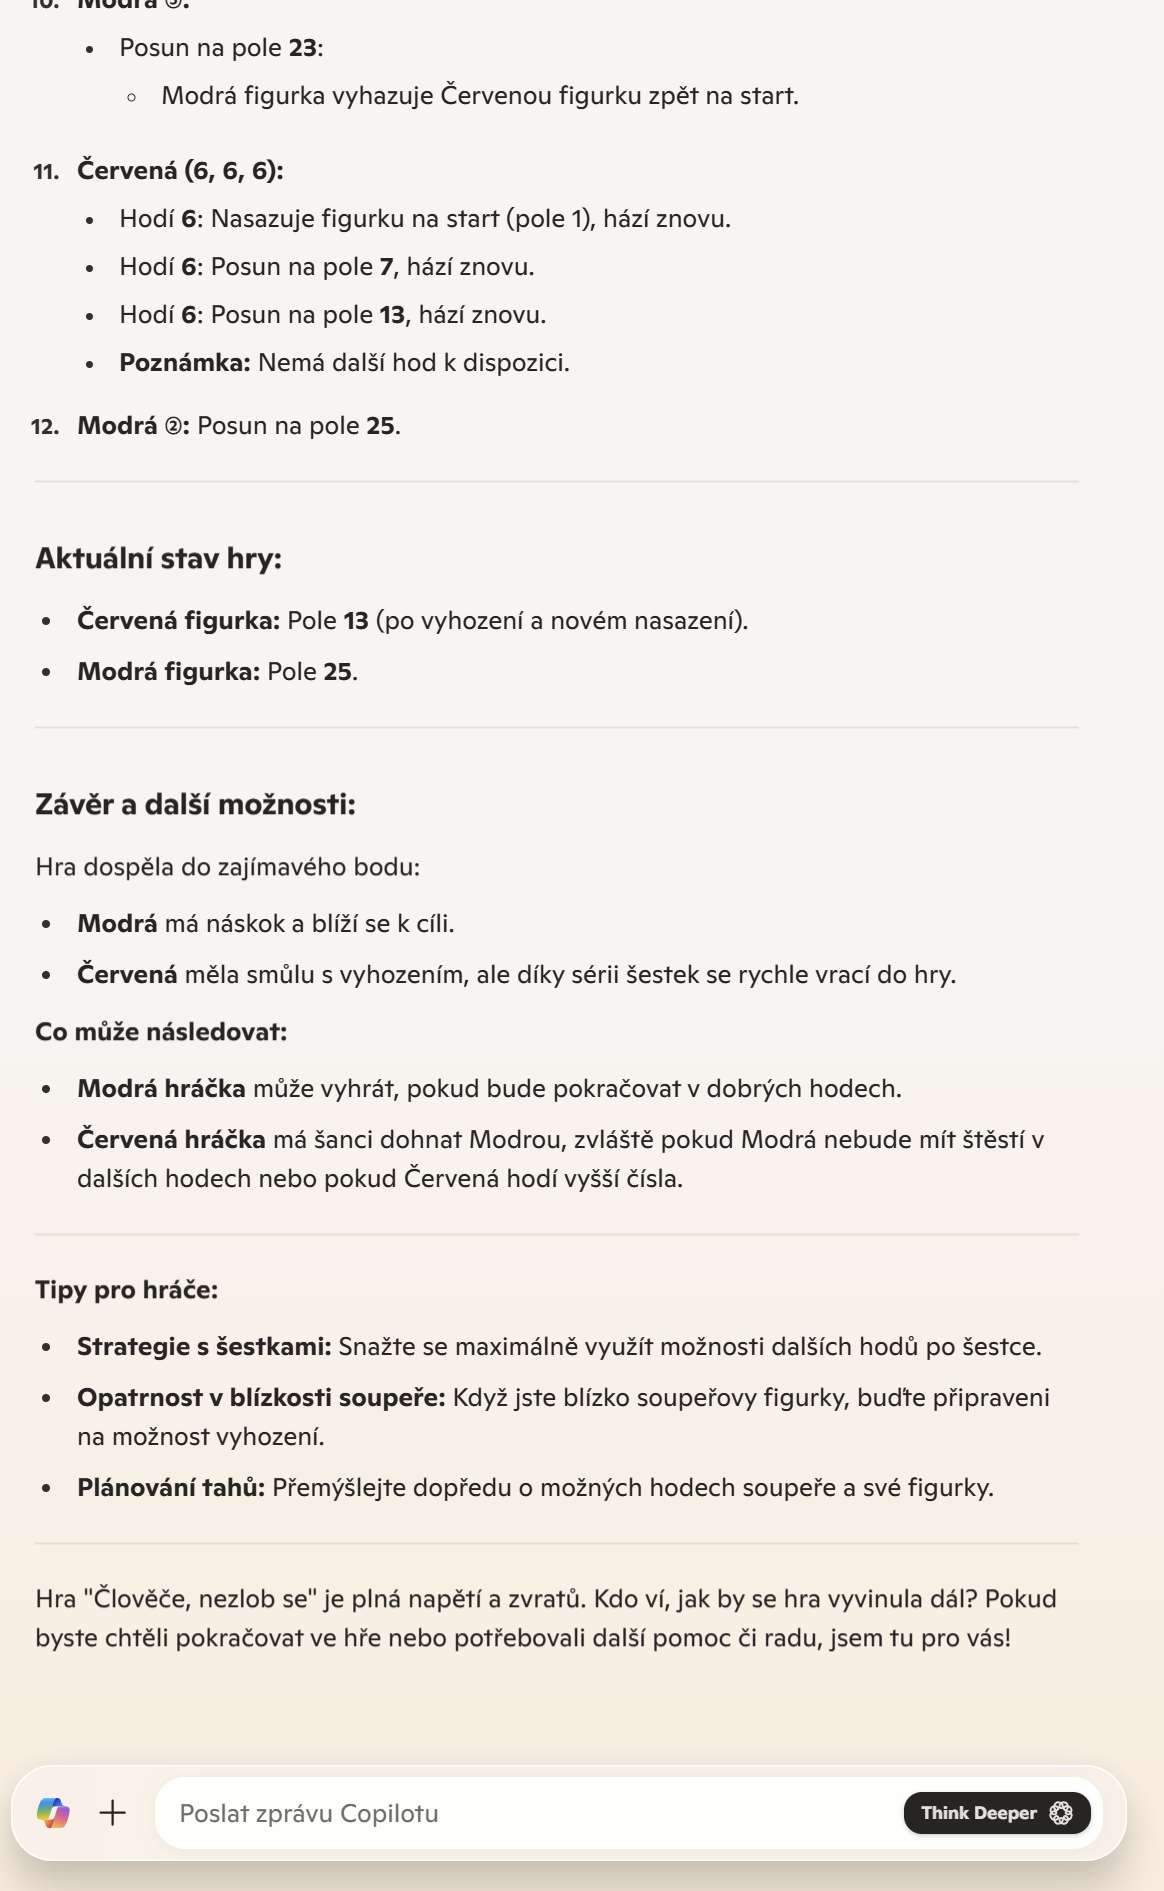 10. Modrá ③:
• Posun na pole 23:
◦ Modrá figurka vyhazuje Červenou figurku zpět na start.
11. Červená (6, 6, 6):
• Hodí 6: Nasazuje figurku na start (pole 1), hází znovu.
• Hodí 6: Posun na pole 7, hází znovu.
• Hodí 6: Posun na pole 13, hází znovu.
• Poznámka: Nemá další hod k dispozici.
12. Modrá ②: Posun na pole 25.
Aktuální stav hry:
• Červená figurka: Pole 13 (po vyhození a novém nasazení).
• Modrá figurka: Pole 25.
Závěr a další možnosti:
Hra dospěla do zajímavého bodu:
• Modrá má náskok a blíží se k cíli.
• Červená měla smůlu s vyhozením, ale díky sérii šestek se rychle vrací do hry.
Co může následovat:
• Modrá hráčka může vyhrát, pokud bude pokračovat v dobrých hodech.
• Červená hráčka má šanci dohnat Modrou, zvláště pokud Modrá nebude mít štěstí v
dalších hodech nebo pokud Červená hodí vyšší čísla.
Tipy pro hráče:
• Strategie s šestkami: Snažte se maximálně využít možnosti dalších hodů po šestce.
• Opatrnost v blízkosti soupeře: Když jste blízko soupeřovy figurky, buďte připraveni
na možnost vyhození.
• Plánování tahů: Přemýšlejte dopředu o možných hodech soupeře a své figurky.
Hra "Člověče, nezlob se" je plná napětí a zvratů. Kdo ví, jak by se hra vyvinula dál? Pokud
byste chtěli pokračovat ve hře nebo potřebovali další pomoc či radu, jsem tu pro vás!
Poslat zprávu Copilotu
Think Deeper